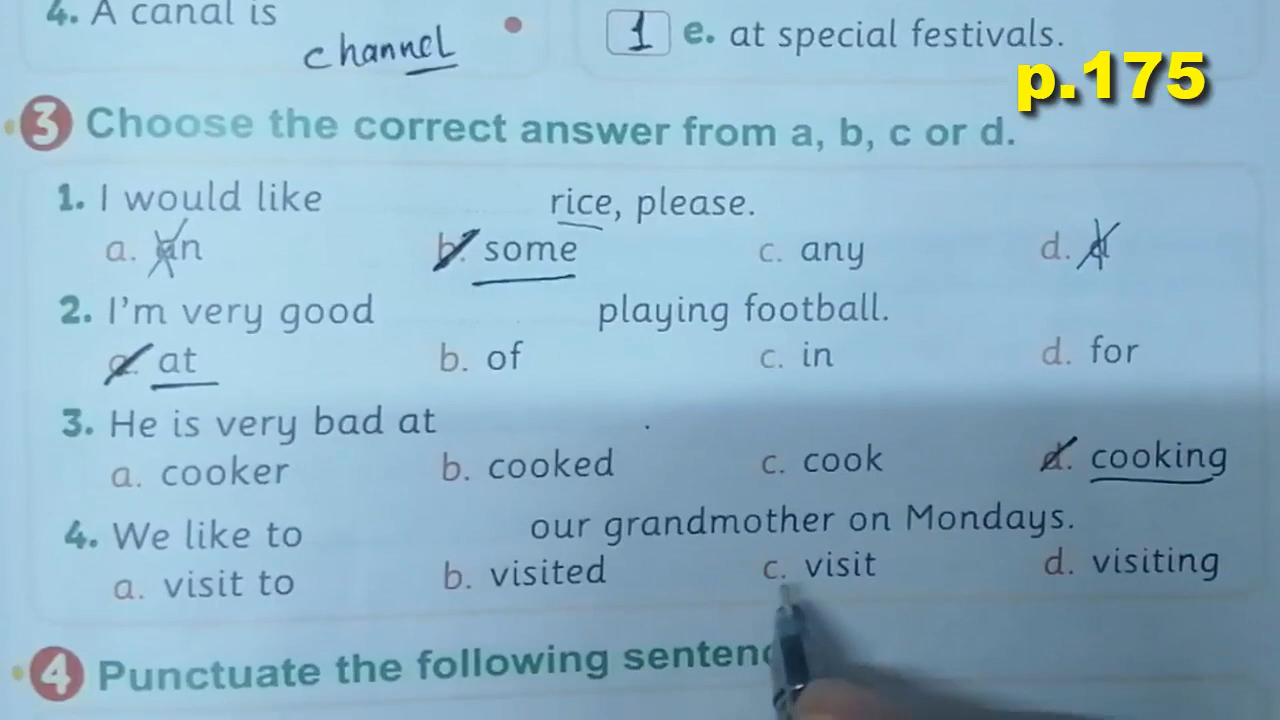 4. A canal is
channel
1 e. at special festivals.
p.175
3 Choose the correct answer from a, b, c or d.
1. I would like rice, please.
a. an b. some c. any d. a
2. I'm very good playing football.
a. at b. of c. in d. for
3. He is very bad at .
a. cooker b. cooked c. cook d. cooking
4. We like to our grandmother on Mondays.
a. visit to b. visited c. visit d. visiting
4 Punctuate the following